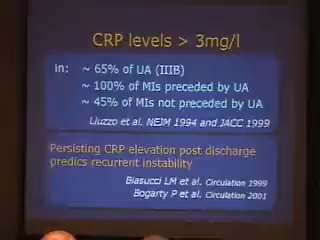 CRP levels > 3mg/l
In: ~ 65% of UA (IIIB)
~ 100% of MIs preceded by UA
~ 45% of MIs not preceded by UA
Liuzzo et al. NEJM 1994 and JACC 1999
Persisting CRP elevation post discharge
predics recurrent instability
Biasucci LM et al. Circulation 1999
Bogarty P et al. Circulation 2001